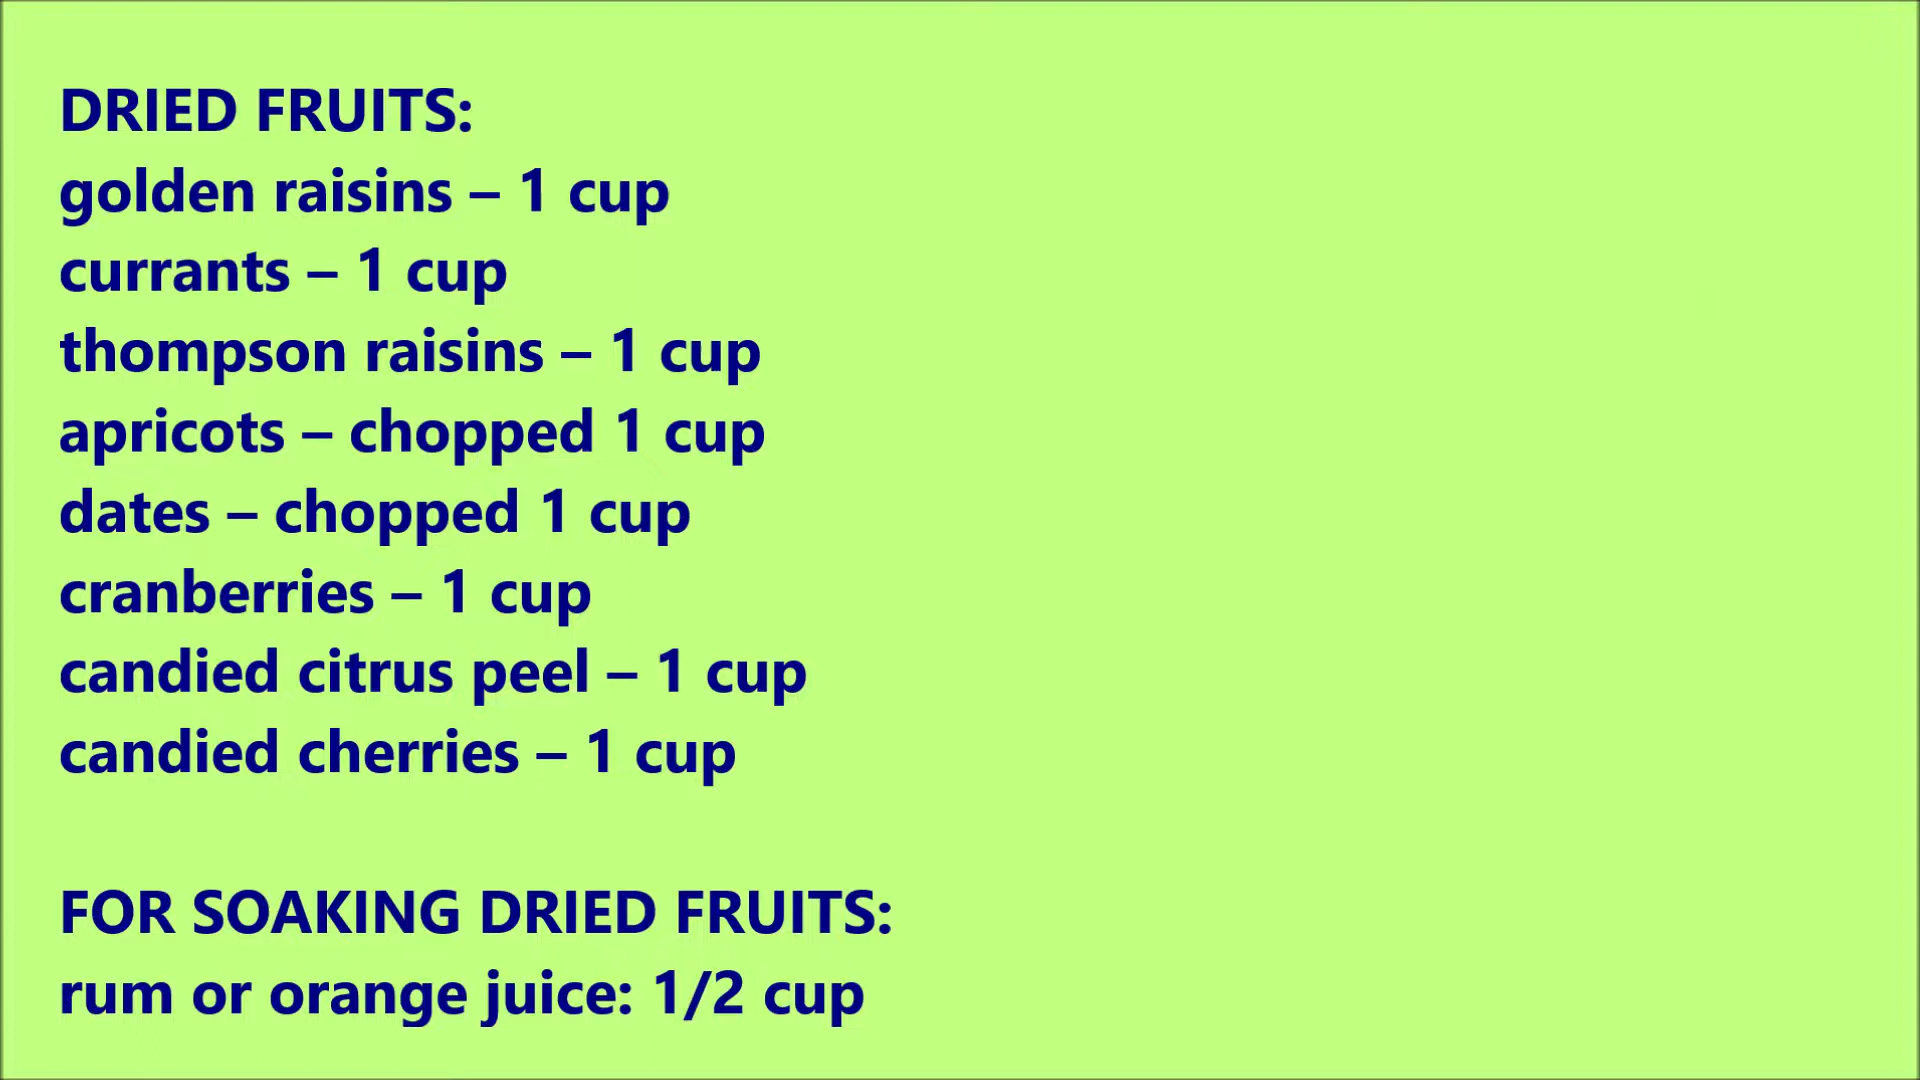 DRIED FRUITS:
golden raisins – 1 cup
currants – 1 cup
thompson raisins – 1 cup
apricots – chopped 1 cup
dates – chopped 1 cup
cranberries – 1 cup
candied citrus peel – 1 cup
candied cherries – 1 cup
FOR SOAKING DRIED FRUITS:
rum or orange juice: 1/2 cup